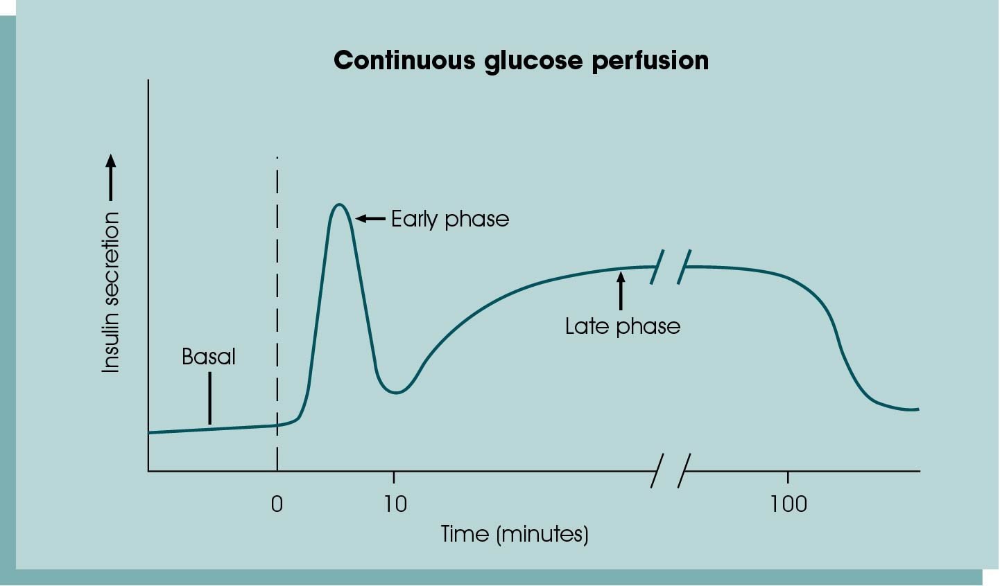 Continuous glucose perfusion
Insulin secretion
Early phase
Late phase
Basal
0
10
100
Time (minutes)